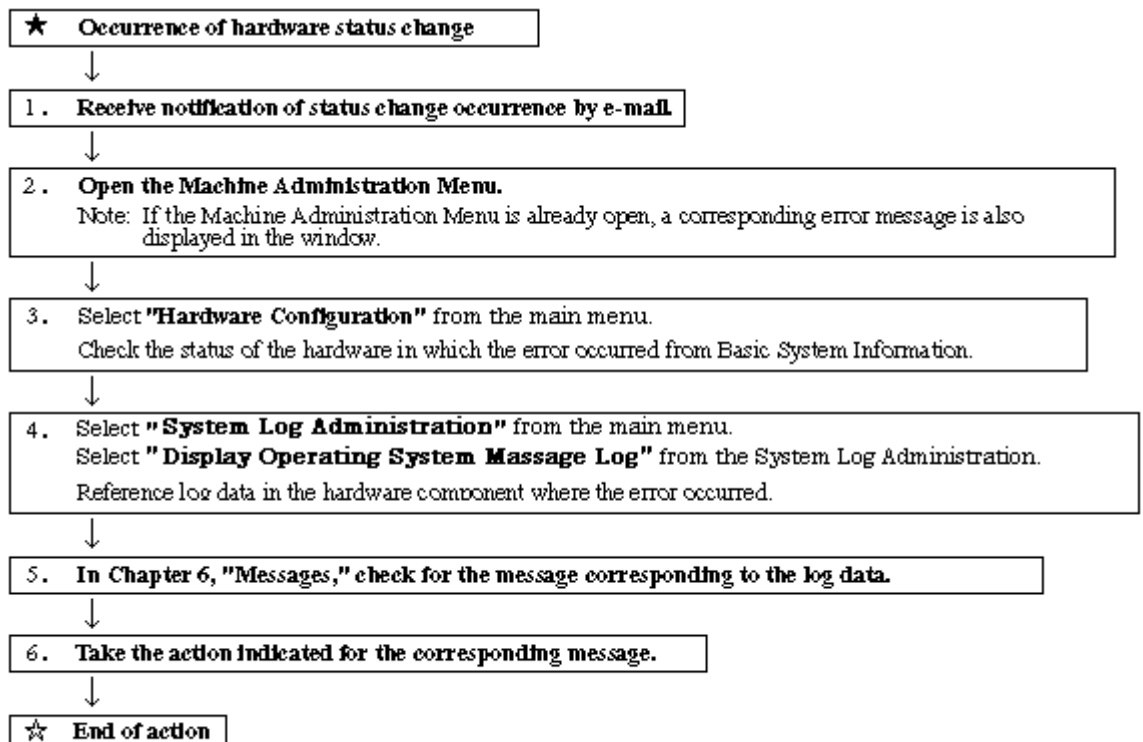 ★ Occurrence of hardware status change
↓
1. Receive notification of status change occurrence by e-mail.
↓
2. Open the Machine Administration Menu.
Note: If the Machine Administration Menu is already open, a corresponding error message is also
displayed in the window.
↓
3. Select "Hardware Configuration" from the main menu.
Check the status of the hardware in which the error occurred from Basic System Information.
↓
4. Select "System Log Administration" from the main menu.
Select "Display Operating System Massage Log" from the System Log Administration.
Reference log data in the hardware component where the error occurred.
↓
5. In Chapter 6, "Messages," check for the message corresponding to the log data.
↓
6. Take the action indicated for the corresponding message.
↓
☆ End of action